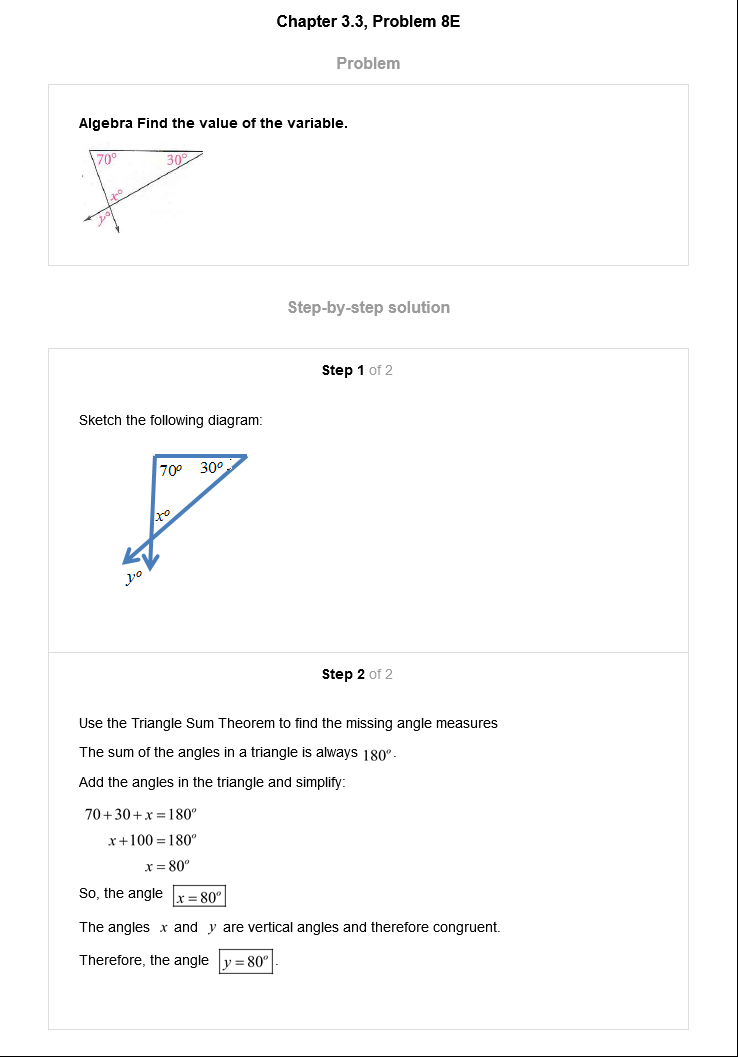 Chapter 3.3, Problem 8E
Problem
Algebra Find the value of the variable.
70° 30°
x°
y°
Step-by-step solution
Step 1 of 2
Sketch the following diagram:
70° 30°
x°
y°
Step 2 of 2
Use the Triangle Sum Theorem to find the missing angle measures
The sum of the angles in a triangle is always 180°.
Add the angles in the triangle and simplify:
70+30+x=180°
x+100=180°
x=80°
So, the angle x=80°
The angles x and y are vertical angles and therefore congruent.
Therefore, the angle y=80°.